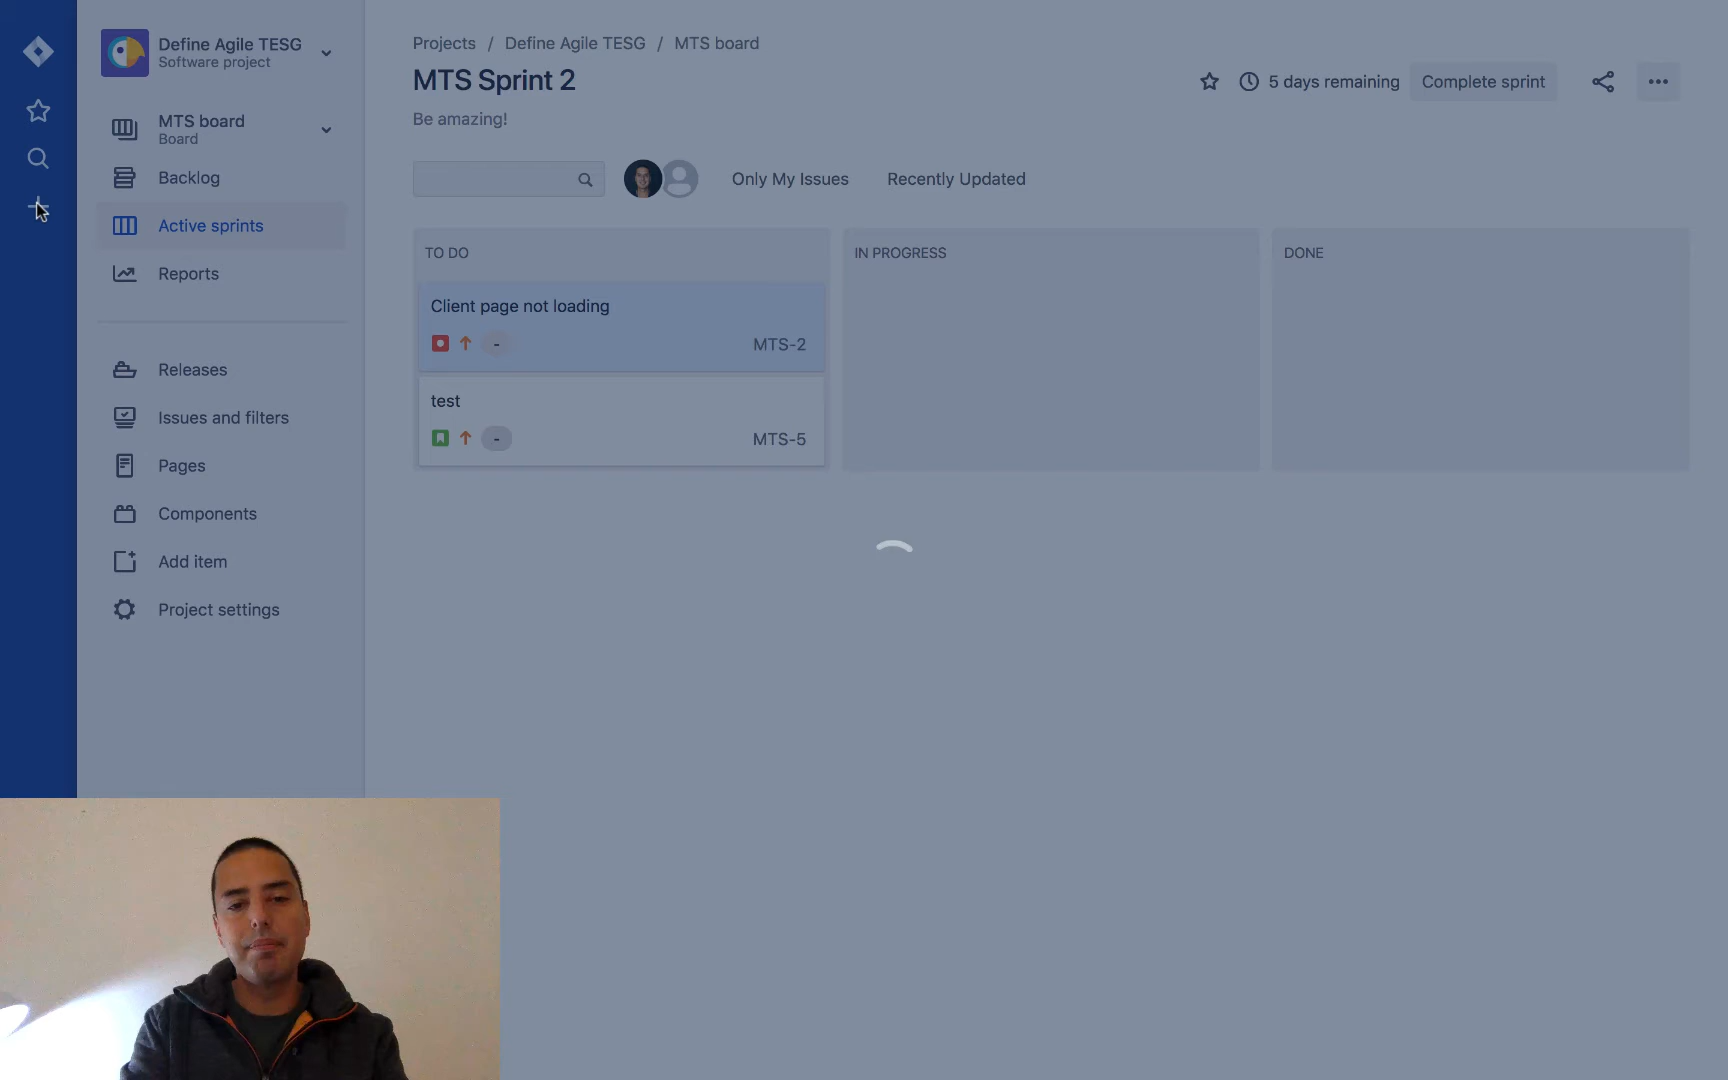 Define Agile TESG
Software project
MTS board
Board
Backlog
Active sprints
Reports
Releases
Issues and filters
Pages
Components
Add item
Project settings
Projects / Define Agile TESG / MTS board
MTS Sprint 2
5 days remaining
Complete sprint
Be amazing!
Only My Issues
Recently Updated
TO DO
IN PROGRESS
DONE
Client page not loading
- MTS-2
test
- MTS-5